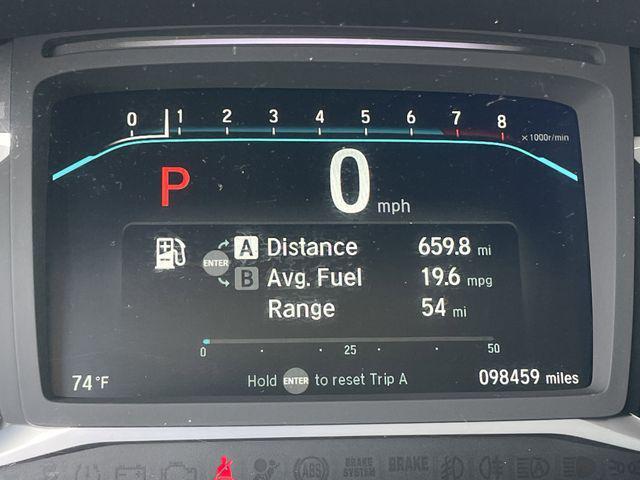 0 1 2 3 4 5 6 7 8
x1000r/min
P 0 mph
A Distance 659.8 mi
ENTER
B Avg. Fuel 19.6 mpg
Range 54 mi
0 25 50
74°F Hold ENTER to reset Trip A 098459 miles
ABS BRAKE SYSTEM BRAKE